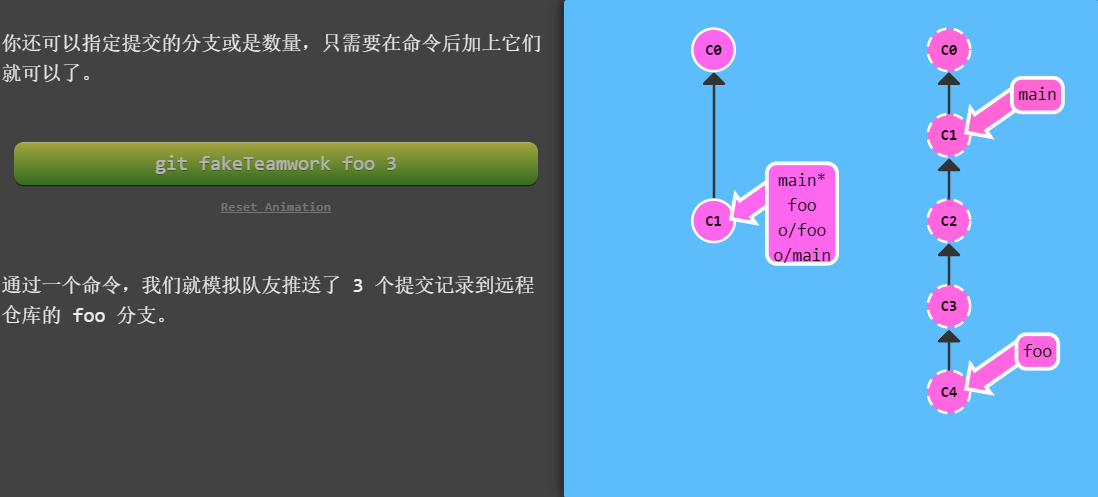 你还可以指定提交的分支或是数量，只需要在命令后加上它们
就可以了。
git fakeTeamwork foo 3
Reset Animation
通过一个命令，我们就模拟队友推送了 3 个提交记录到远程
仓库的 foo 分支。
C0
C1
main*
foo
o/foo
o/main
C0
main
C1
C2
C3
foo
C4